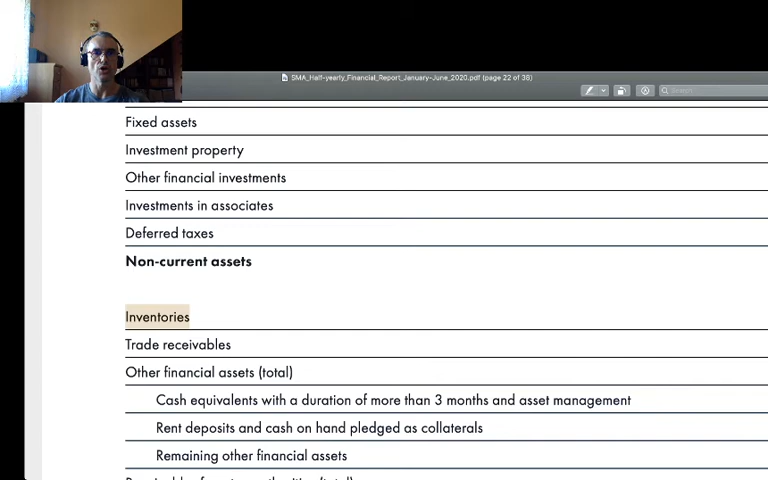 SMA_Half-yearly_Financial_Report_January-June_2020.pdf (page 22 of 38)
Search
Fixed assets
Investment property
Other financial investments
Investments in associates
Deferred taxes
Non-current assets
Inventories
Trade receivables
Other financial assets (total)
Cash equivalents with a duration of more than 3 months and asset management
Rent deposits and cash on hand pledged as collaterals
Remaining other financial assets